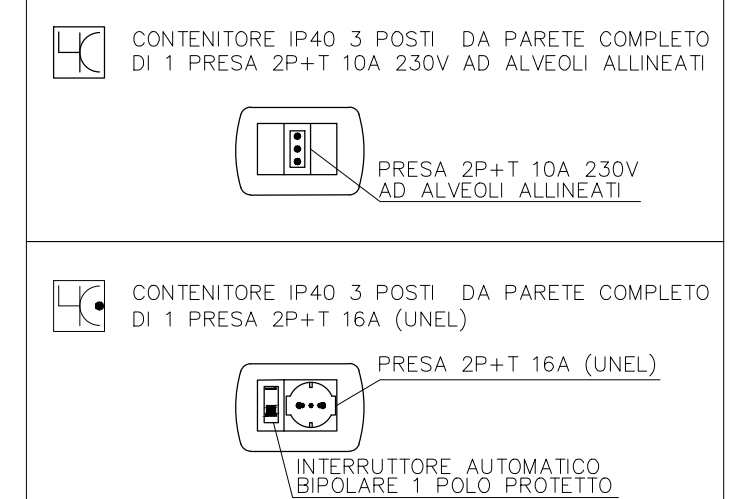 CONTENITORE IP40 3 POSTI DA PARETE COMPLETO
DI 1 PRESA 2P+T 10A 230V AD ALVEOLI ALLINEATI
PRESA 2P+T 10A 230V
AD ALVEOLI ALLINEATI
CONTENITORE IP40 3 POSTI DA PARETE COMPLETO
DI 1 PRESA 2P+T 16A (UNEL)
PRESA 2P+T 16A (UNEL)
INTERRUTTORE AUTOMATICO
BIPOLARE 1 POLO PROTETTO